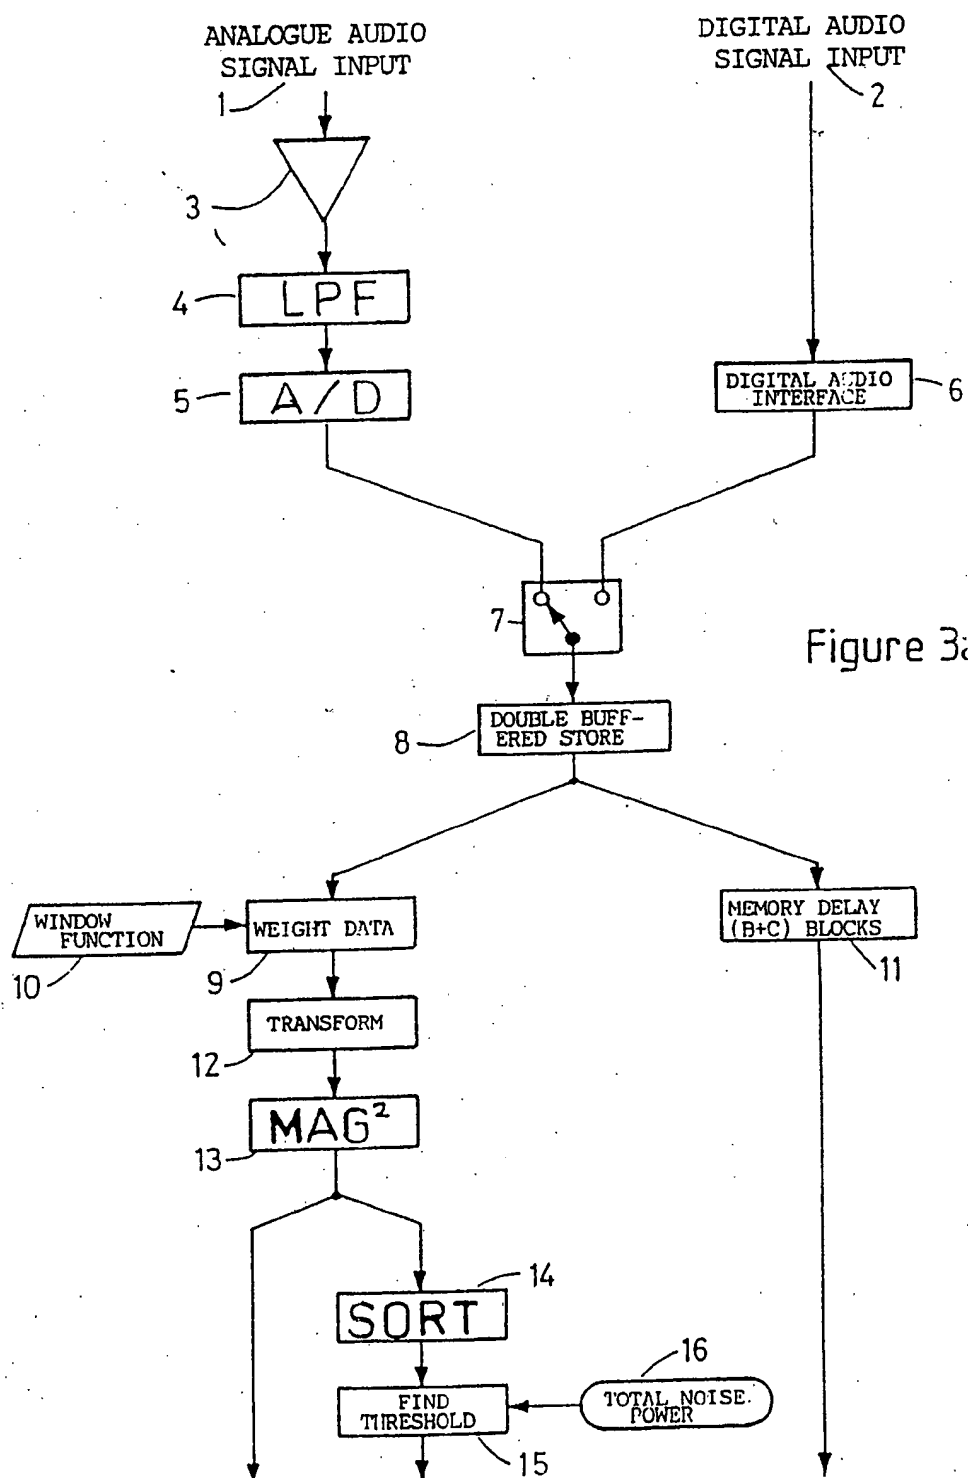 ANALOGUE AUDIO
SIGNAL INPUT
1
DIGITAL AUDIO
SIGNAL INPUT
2
3
4
LPF
5
A/D
DIGITAL AUDIO
INTERFACE
6
7
Figure 3a
8
DOUBLE BUFF-
ERED STORE
WINDOW
FUNCTION
10
WEIGHT DATA
9
MEMORY DELAY
(B+C) BLOCKS
11
TRANSFORM
12
MAG²
13
14
SORT
16
FIND
THRESHOLD
15
TOTAL NOISE.
POWER